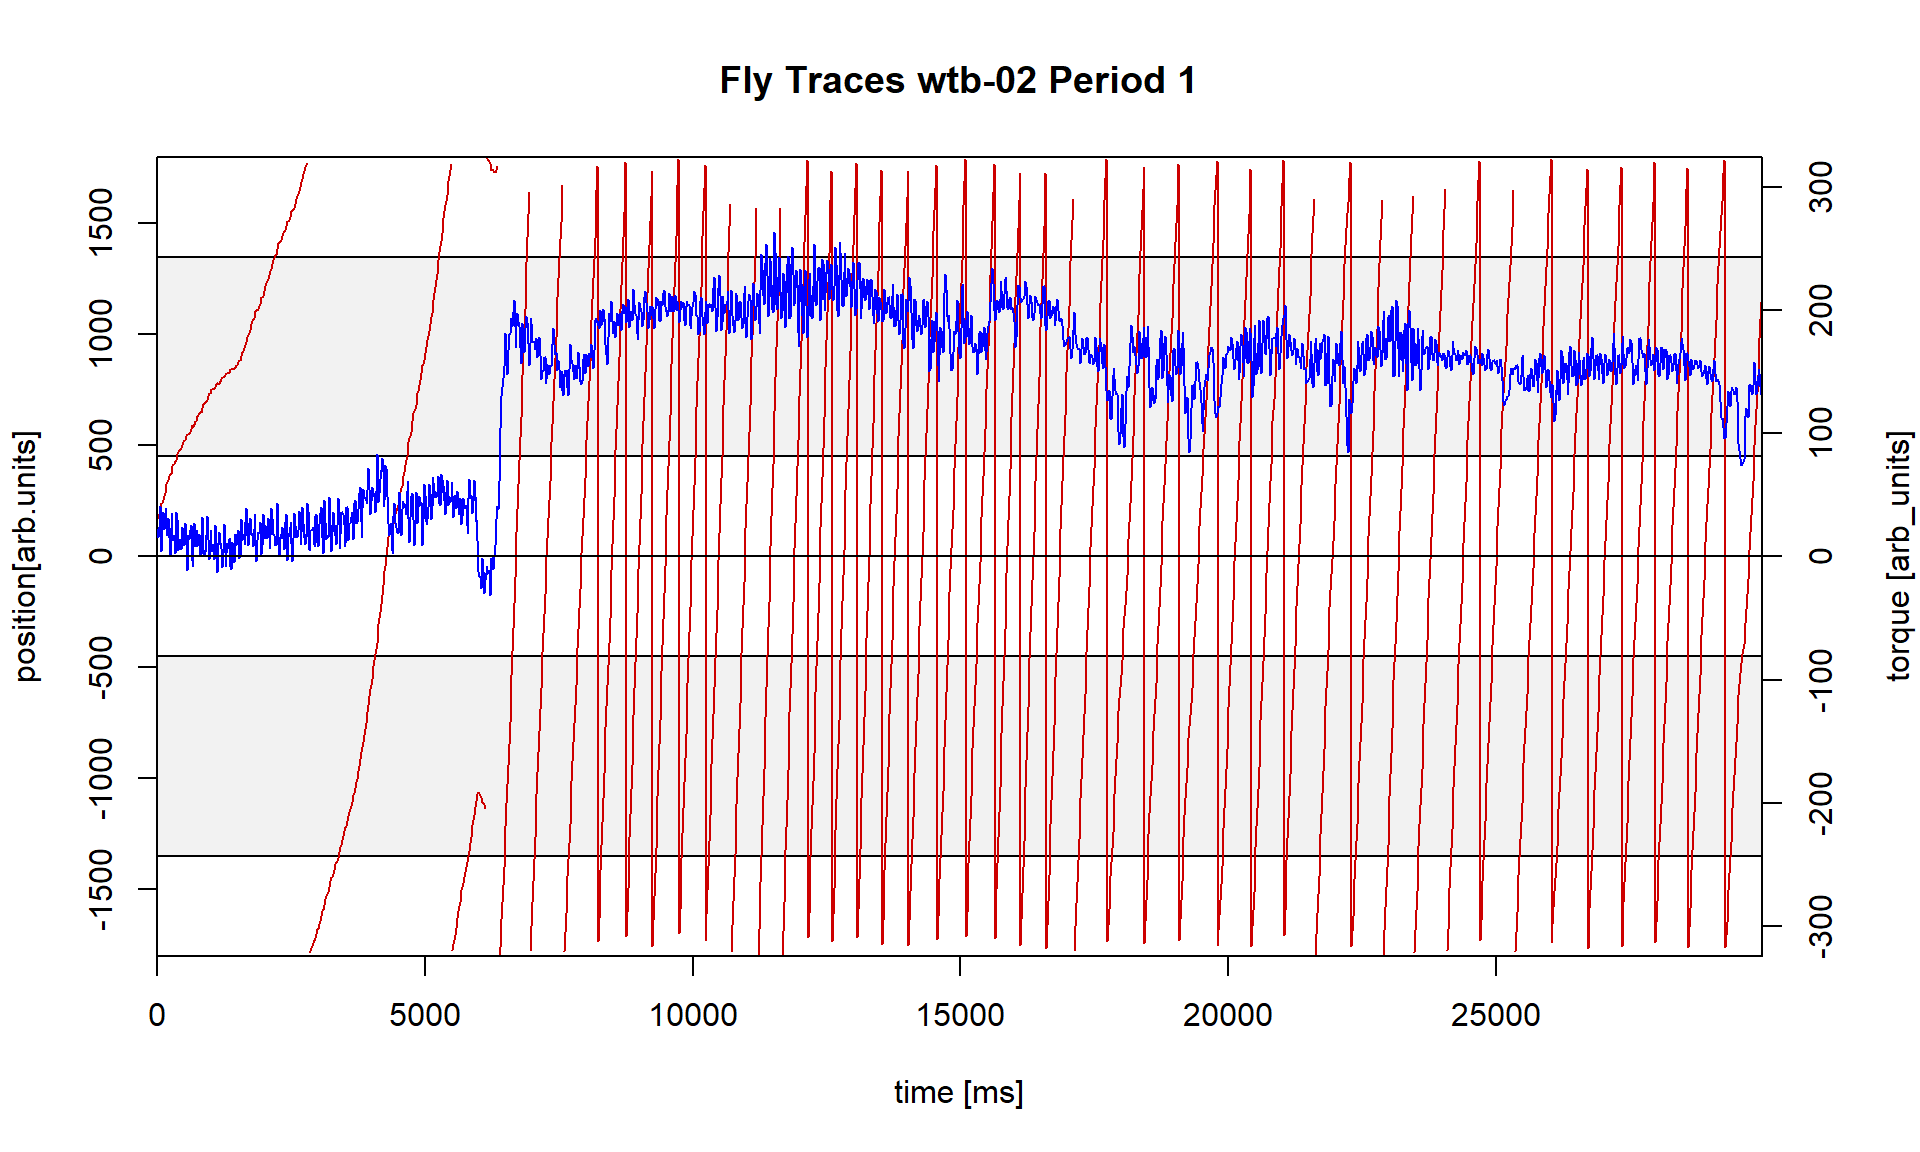 Fly Traces wtb-02 Period 1
position[arb.units]
1500
1000
500
0
-500
-1000
-1500
300
200
100
0
-100
-200
-300
torque [arb_units]
0 5000 10000 15000 20000 25000
time [ms]